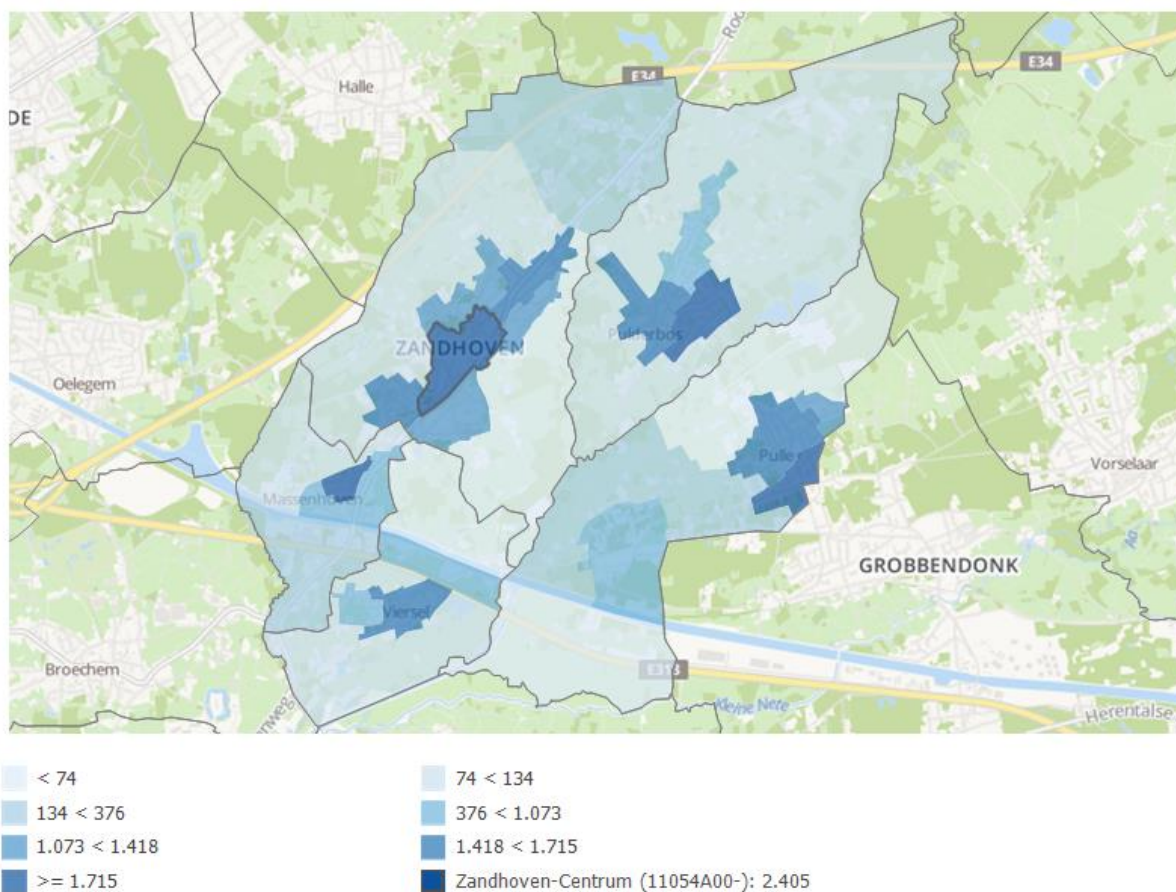 E34
E34
Halle
DE
Pulderbos
ZANDHOVEN
Oelegem
Pulle
Vorselaar
Massenhoven
Aa
GROBBENDONK
Viersel
Broechem
E313
Kleine Nete
Herentalse
< 74
74 < 134
134 < 376
376 < 1.073
1.073 < 1.418
1.418 < 1.715
>= 1.715
Zandhoven-Centrum (11054A00-): 2.405